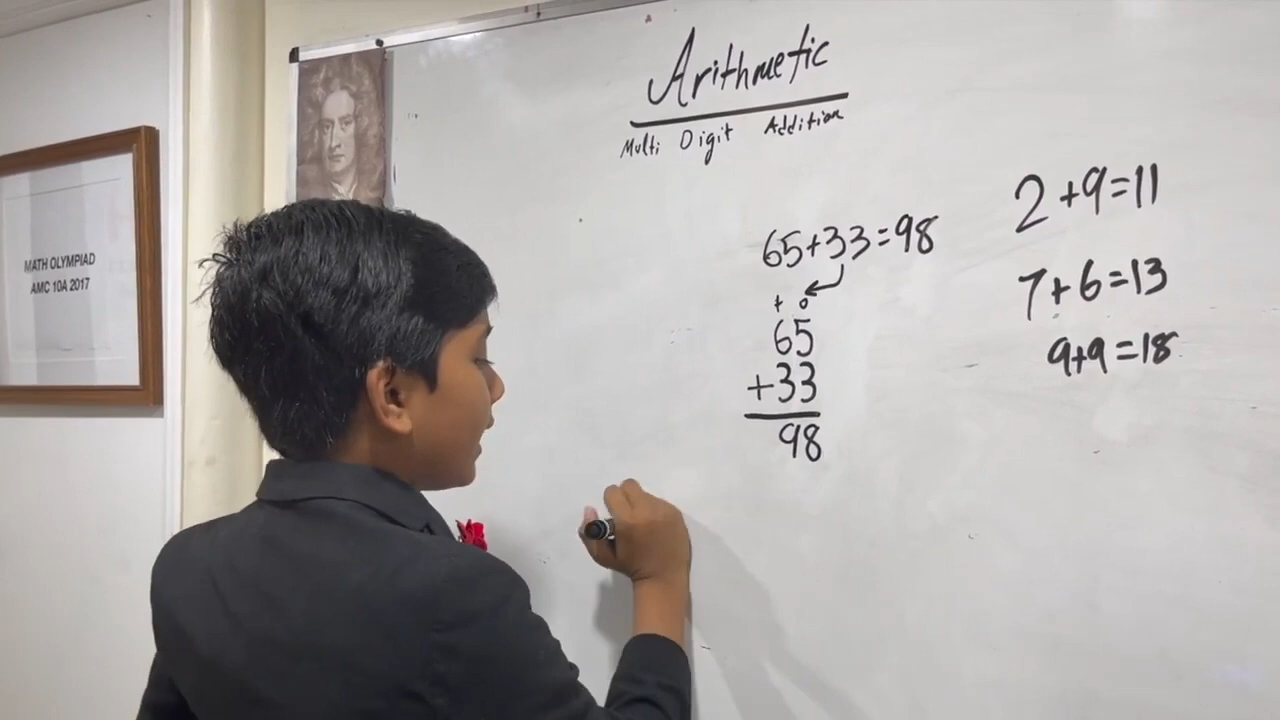 MATH OLYMPIAD
AMC 10A 2017
Arithmetic
Multi Digit Addition
65+33=98
+ o
65
+33
98
2+9=11
7+6=13
9+9=18